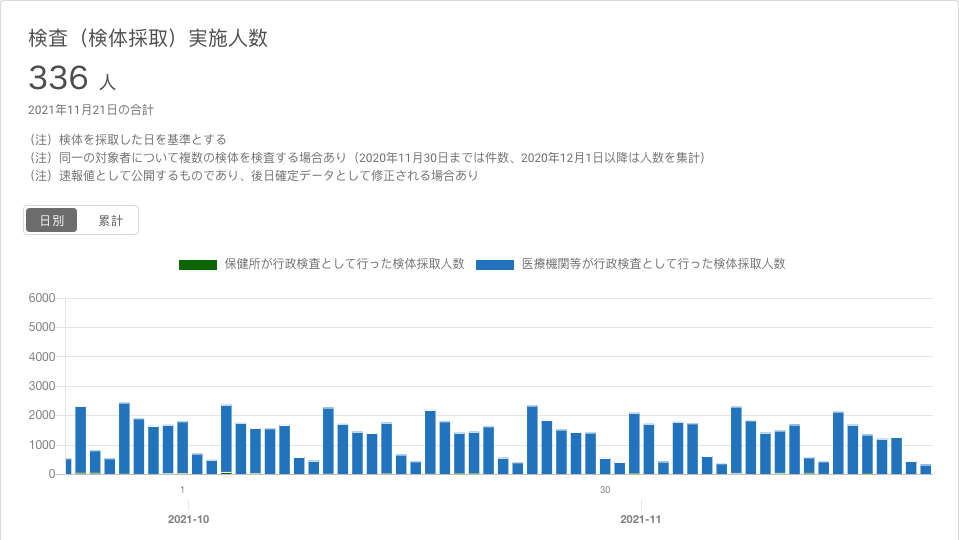 検査（検体採取）実施人数
336 人
2021年11月21日の合計
（注）検体を採取した日を基準とする
（注）同一の対象者について複数の検体を検査する場合あり（2020年11月30日までは件数、2020年12月1日以降は人数を集計）
（注）速報値として公開するものであり、後日確定データとして修正される場合あり
日別 累計
保健所が行政検査として行った検体採取人数 医療機関等が行政検査として行った検体採取人数
6000
5000
4000
3000
2000
1000
0
1 30
2021-10 2021-11